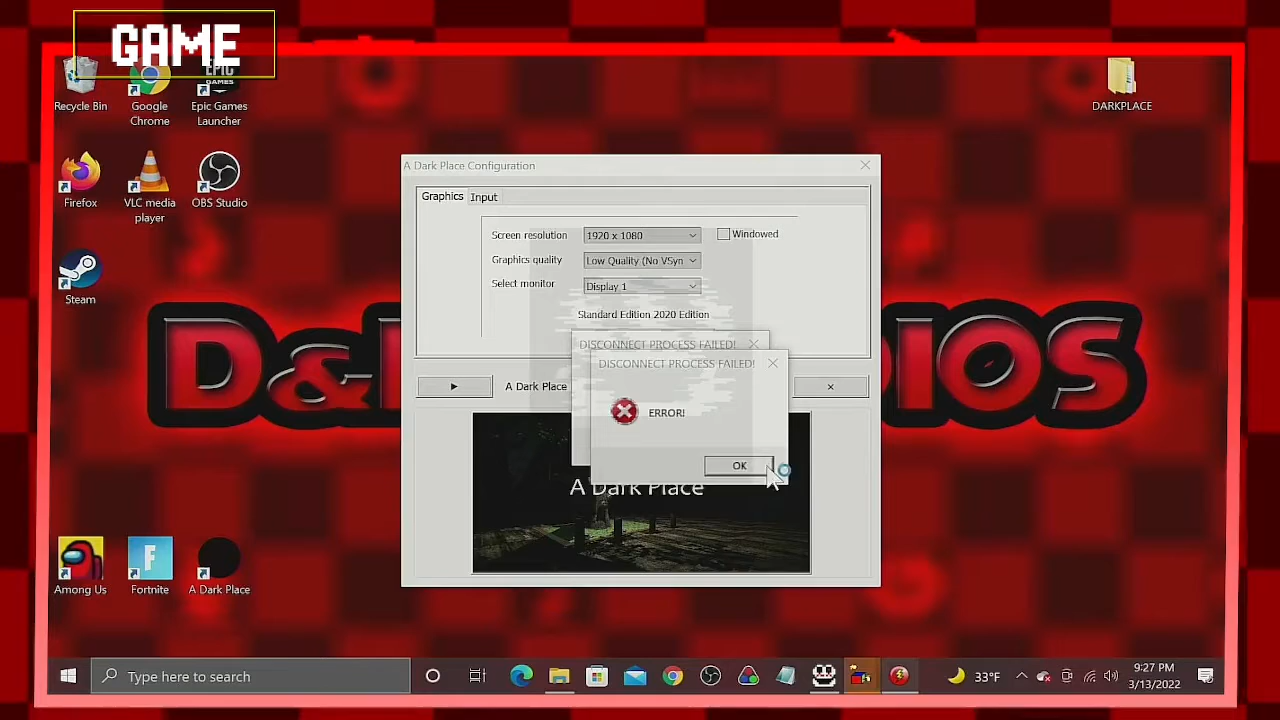 GAME
Recycle Bin
Google
Chrome
EPIC
GAMES
Epic Games
Launcher
DARKPLACE
Firefox
VLC media
player
OBS Studio
Steam
A Dark Place Configuration
Graphics
Input
Screen resolution
1920 x 1080
Windowed
Graphics quality
Low Quality (No VSyn
Select monitor
Display 1
Standard Edition 2020 Edition
DISCONNECT PROCESS FAILED!
DISCONNECT PROCESS FAILED!
A Dark Place
ERROR!
OK
A Dark Place
D&
IOS
F
Among Us
Fortnite
A Dark Place
Type here to search
33°F
9:27 PM
3/13/2022